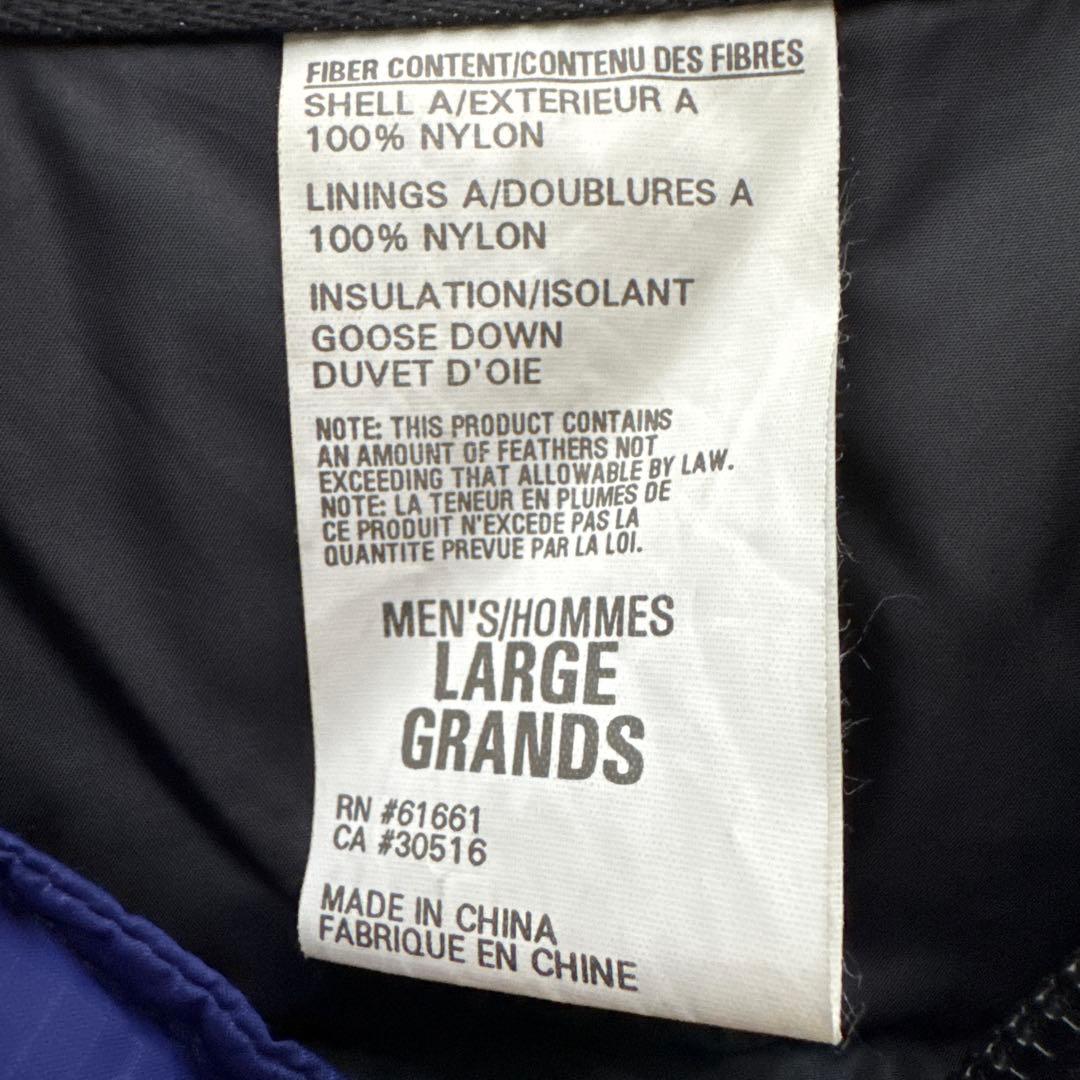 FIBER CONTENT/CONTENU DES FIBRES
SHELL A/EXTERIEUR A
100% NYLON
LININGS A/DOUBLURES A
100% NYLON
INSULATION/ISOLANT
GOOSE DOWN
DUVET D'OIE
NOTE: THIS PRODUCT CONTAINS
AN AMOUNT OF FEATHERS NOT
EXCEEDING THAT ALLOWABLE BY LAW.
NOTE: LA TENEUR EN PLUMES DE
CE PRODUIT N'EXCEDE PAS LA
QUANTITE PREVUE PAR LA LOI.
MEN'S/HOMMES
LARGE
GRANDS
RN #61661
CA #30516
MADE IN CHINA
FABRIQUE EN CHINE